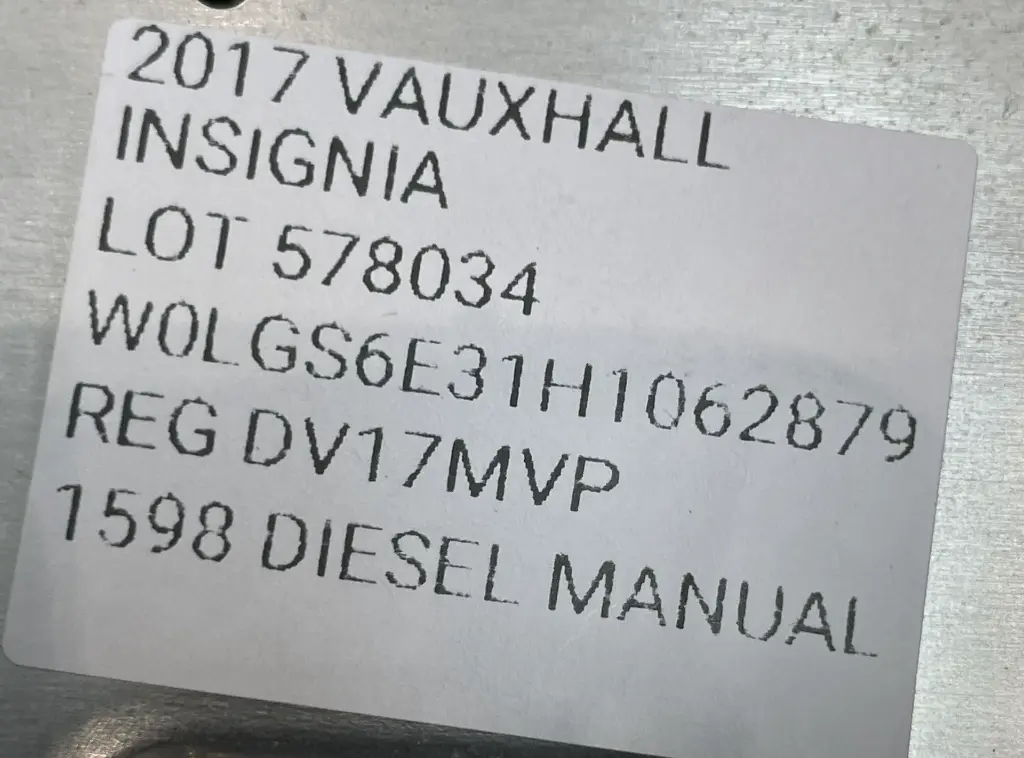 2017 VAUXHALL
INSIGNIA
LOT 578034
W0LGS6E31H1062879
REG DV17MVP
1598 DIESEL MANUAL